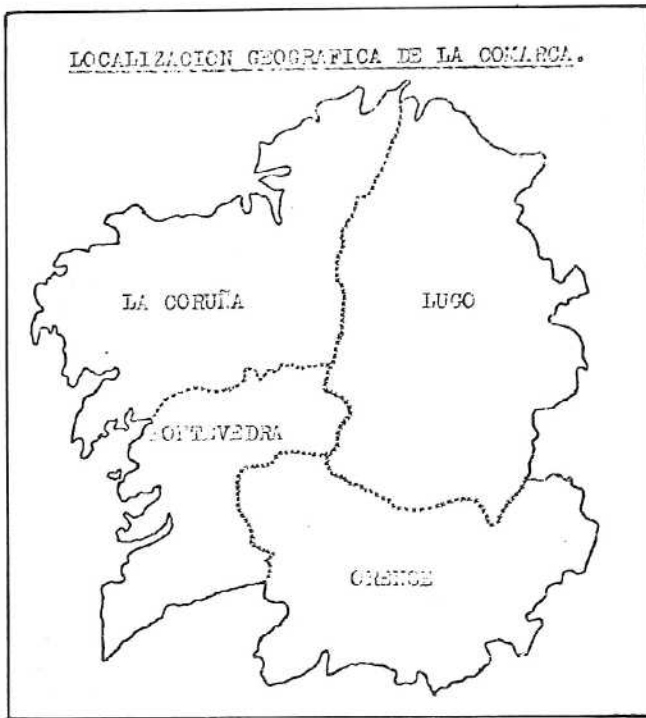 LOCALIZACION GEOGRAFICA DE LA COMARCA.
LA CORUÑA
LUGO
PONTEVEDRA
ORENSE